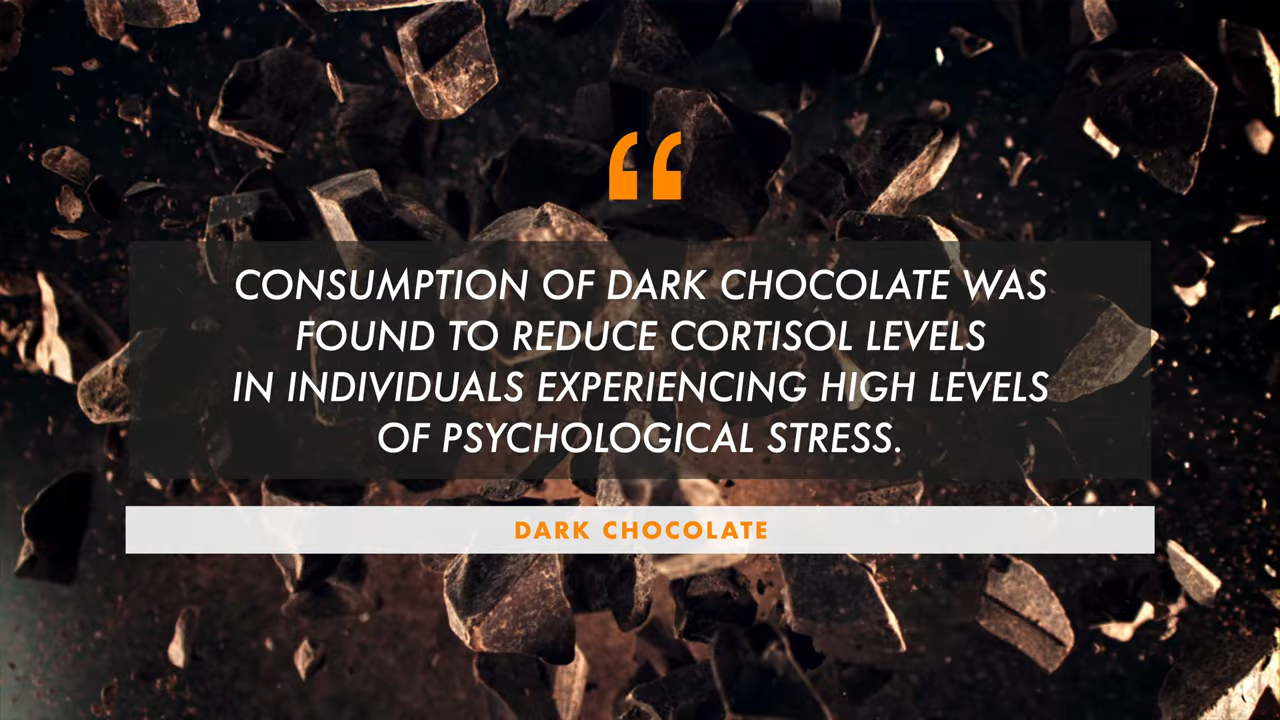 “
CONSUMPTION OF DARK CHOCOLATE WAS
FOUND TO REDUCE CORTISOL LEVELS
IN INDIVIDUALS EXPERIENCING HIGH LEVELS
OF PSYCHOLOGICAL STRESS.
DARK CHOCOLATE